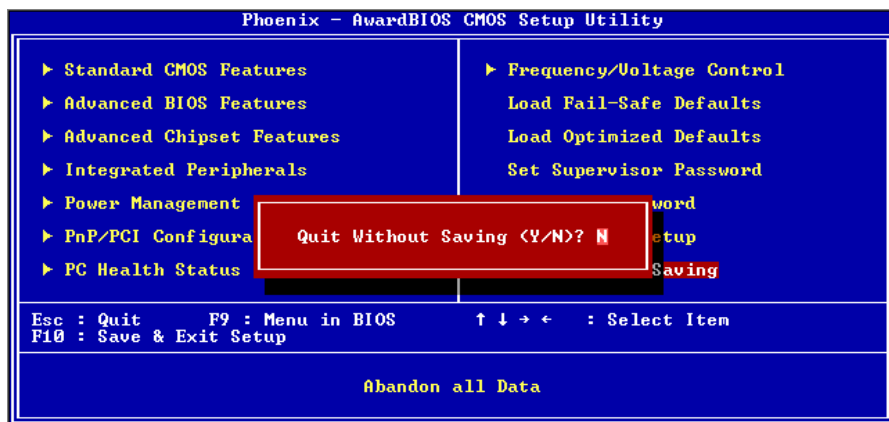 Phoenix - AwardBIOS CMOS Setup Utility
▶ Standard CMOS Features
▶ Advanced BIOS Features
▶ Advanced Chipset Features
▶ Integrated Peripherals
▶ Power Management
▶ PnP/PCI Configura
▶ PC Health Status
▶ Frequency/Voltage Control
Load Fail-Safe Defaults
Load Optimized Defaults
Set Supervisor Password
word
etup
Saving
Quit Without Saving (Y/N)? N
Esc : Quit F9 : Menu in BIOS ↑ ↓ → ← : Select Item
F10 : Save & Exit Setup
Abandon all Data